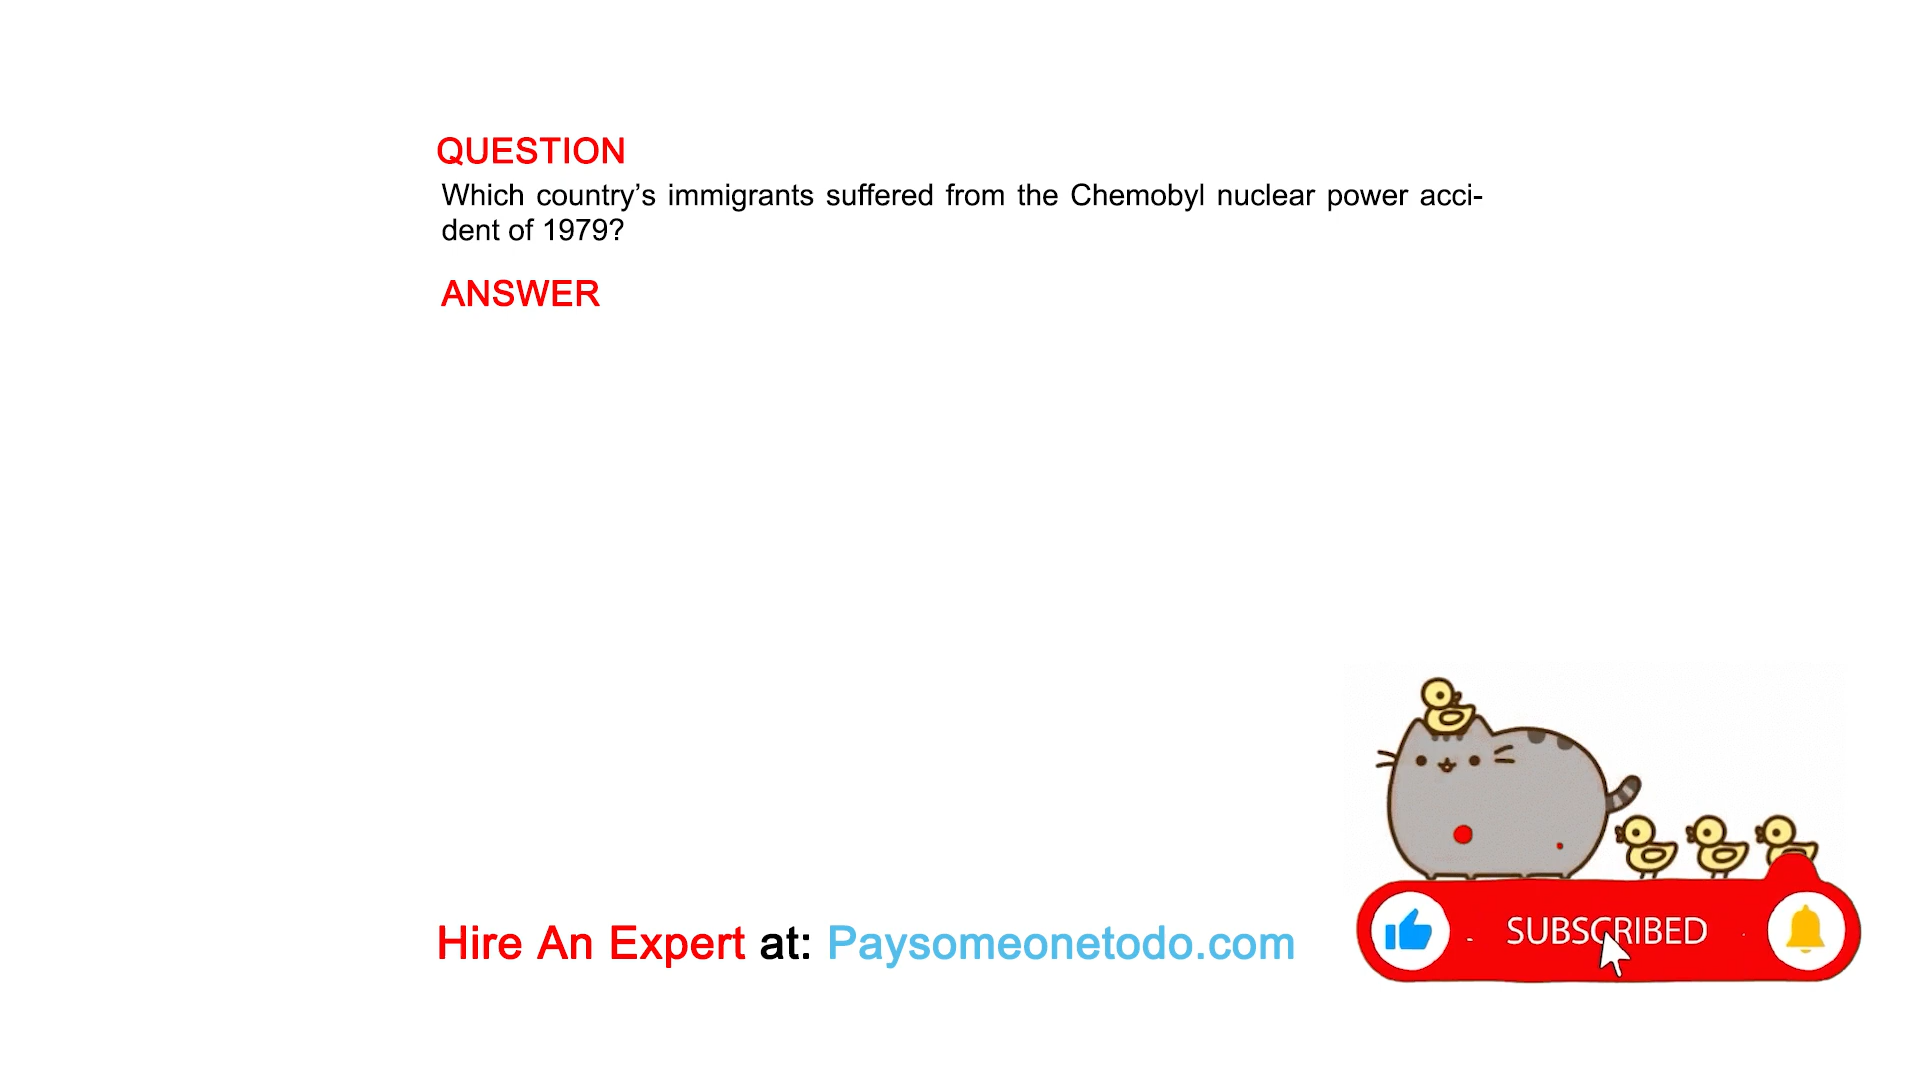 QUESTION
Which country’s immigrants suffered from the Chemobyl nuclear power acci-
dent of 1979?
ANSWER
Hire An Expert at: Paysomeonetodo.com
SUBSCRIBED